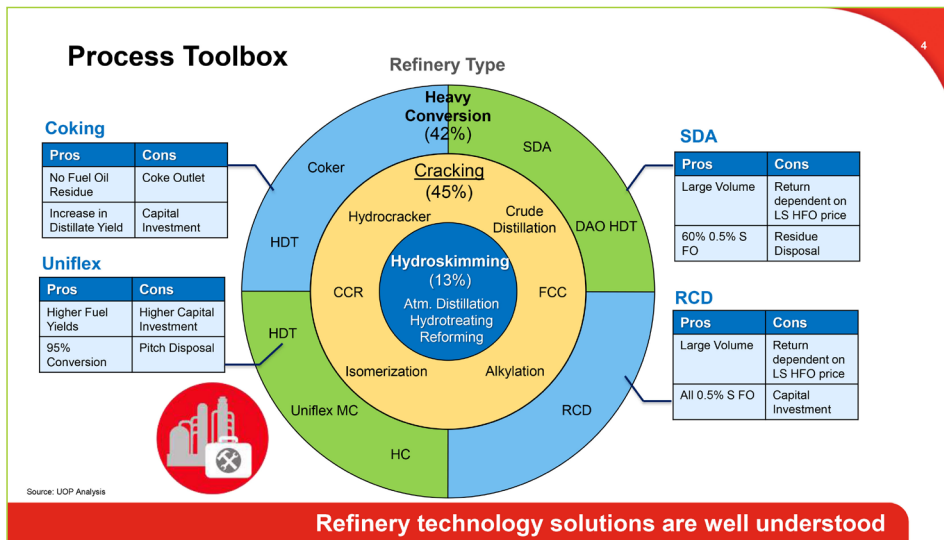 4
Process Toolbox
Refinery Type
Coking
Pros Cons
No Fuel Oil Coke Outlet
Residue
Increase in Capital
Distillate Yield Investment
Uniflex
Pros Cons
Higher Fuel Higher Capital
Yields Investment
95% Pitch Disposal
Conversion
Heavy
Conversion
(42%)
Coker
HDT
SDA
DAO HDT
HDT
Uniflex MC
HC
RCD
Cracking
(45%)
Hydrocracker
Crude
Distillation
CCR
FCC
Isomerization
Alkylation
Hydroskimming
(13%)
Atm. Distillation
Hydrotreating
Reforming
SDA
Pros Cons
Large Volume Return
dependent on
LS HFO price
60% 0.5% S Residue
FO Disposal
RCD
Pros Cons
Large Volume Return
dependent on
LS HFO price
All 0.5% S FO Capital
Investment
Source: UOP Analysis
Refinery technology solutions are well understood